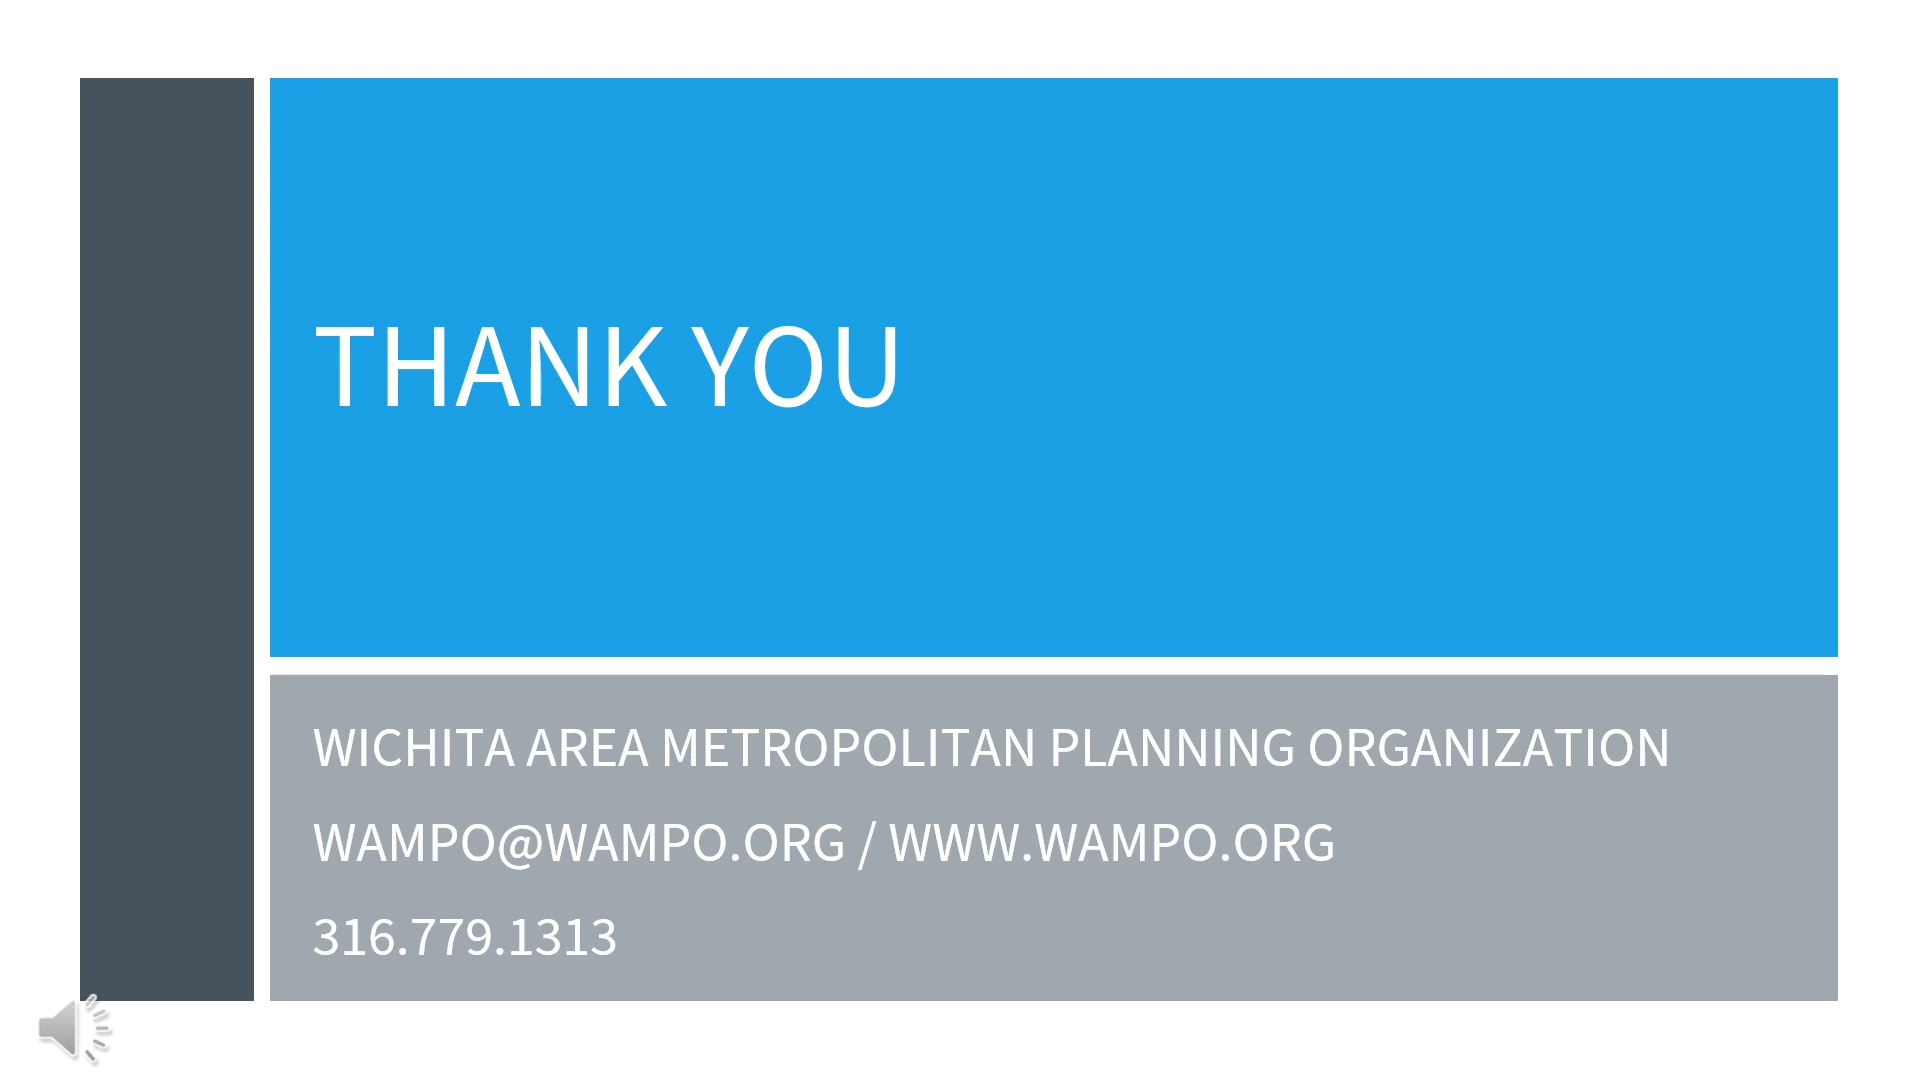 THANK YOU
WICHITA AREA METROPOLITAN PLANNING ORGANIZATION
WAMPO@WAMPO.ORG / WWW.WAMPO.ORG
316.779.1313